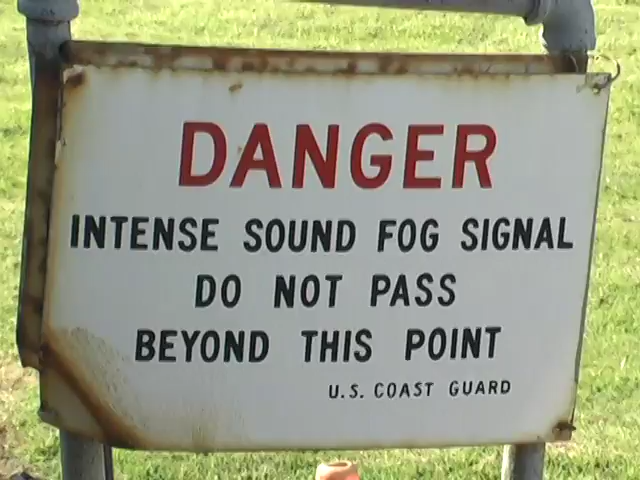 DANGER
INTENSE SOUND FOG SIGNAL
DO NOT PASS
BEYOND THIS POINT
U.S. COAST GUARD